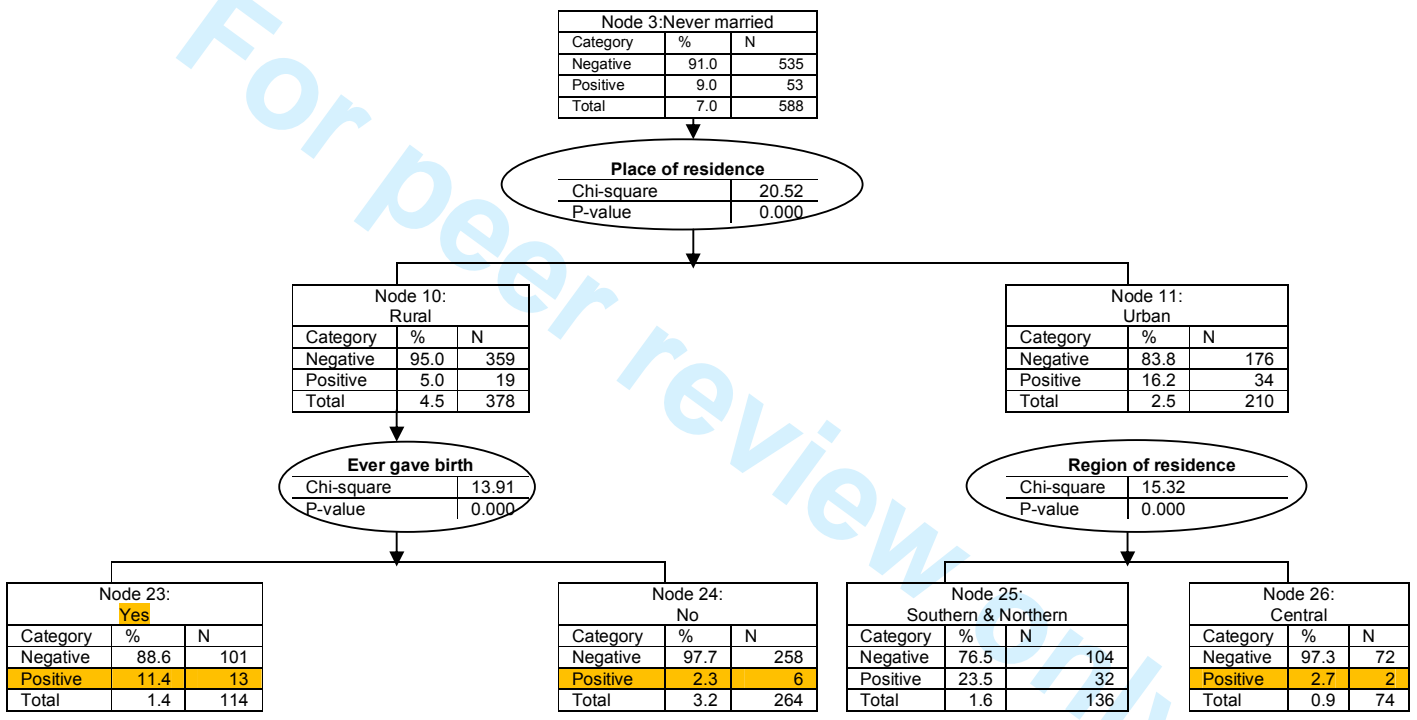 Node 3:Never married
Category % N
Negative 91.0 535
Positive 9.0 53
Total 7.0 588
Place of residence
Chi-square 20.52
P-value 0.000
Node 10:
Rural
Category % N
Negative 95.0 359
Positive 5.0 19
Total 4.5 378
Node 11:
Urban
Category % N
Negative 83.8 176
Positive 16.2 34
Total 2.5 210
Ever gave birth
Chi-square 13.91
P-value 0.000
Region of residence
Chi-square 15.32
P-value 0.000
Node 23:
Yes
Category % N
Negative 88.6 101
Positive 11.4 13
Total 1.4 114
Node 24:
No
Category % N
Negative 97.7 258
Positive 2.3 6
Total 3.2 264
Node 25:
Southern & Northern
Category % N
Negative 76.5 104
Positive 23.5 32
Total 1.6 136
Node 26:
Central
Category % N
Negative 97.3 72
Positive 2.7 2
Total 0.9 74
For peer review only